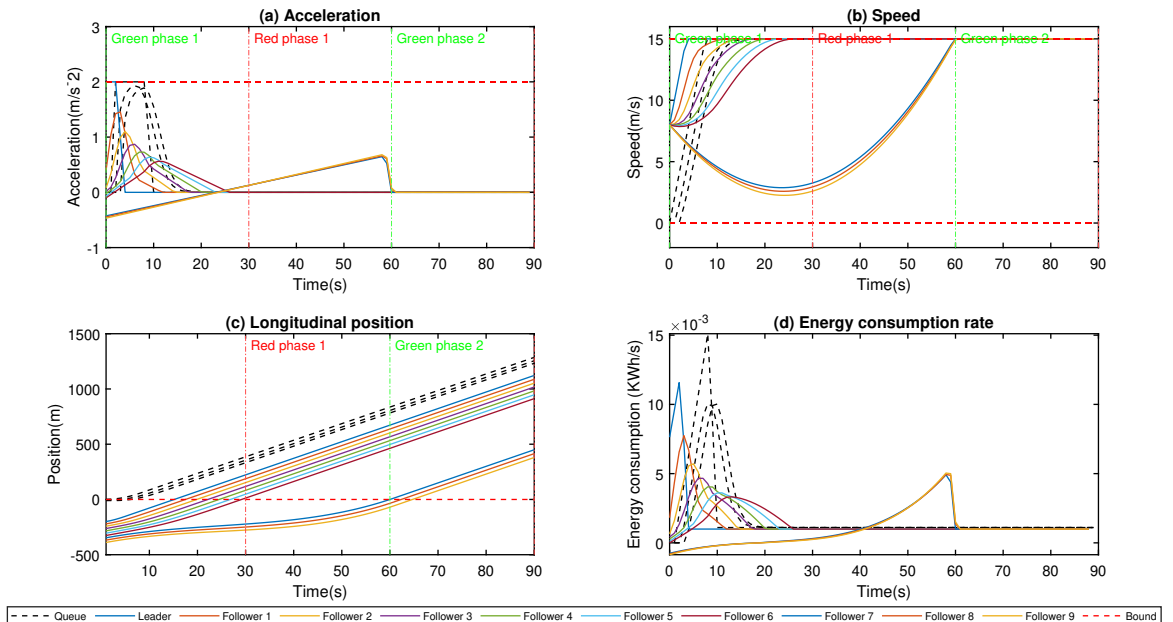 (a) Acceleration
Green phase 1
Red phase 1
Green phase 2
3
2
1
0
-1
Acceleration(m/s^2)
0 10 20 30 40 50 60 70 80 90
Time(s)
(b) Speed
Green phase 1
Red phase 1
Green phase 2
15
10
5
0
Speed(m/s)
0 10 20 30 40 50 60 70 80 90
Time(s)
(c) Longitudinal position
Red phase 1
Green phase 2
1500
1000
500
0
-500
Position(m)
10 20 30 40 50 60 70 80 90
Time(s)
(d) Energy consumption rate
×10-3
15
10
5
0
Energy consumption (KWh/s)
0 10 20 30 40 50 60 70 80 90
Time(s)
Queue Leader Follower 1 Follower 2 Follower 3 Follower 4 Follower 5 Follower 6 Follower 7 Follower 8 Follower 9 Bound